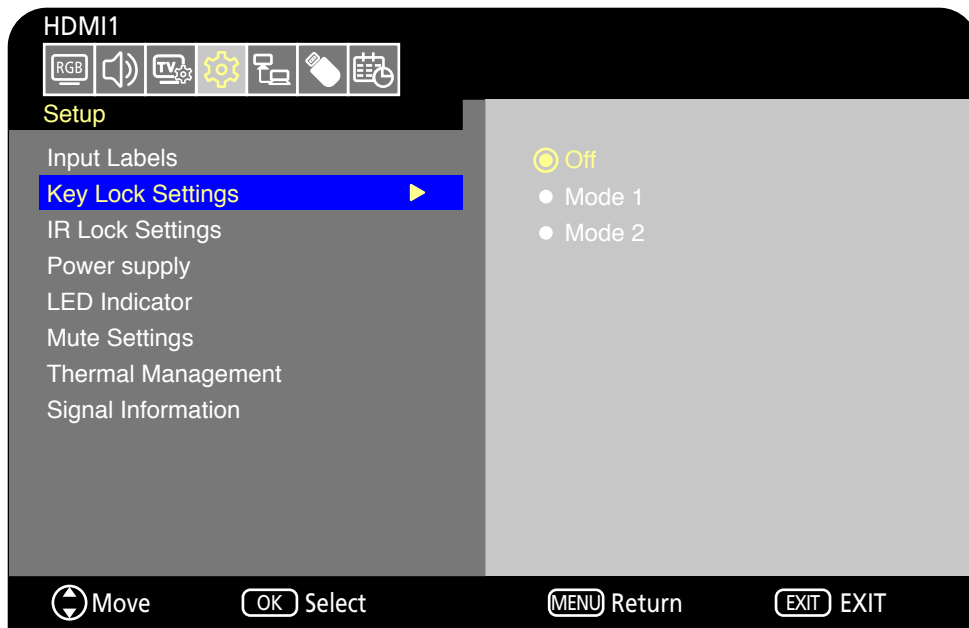 HDMI1
RGB TV
Setup
Input Labels
Key Lock Settings
IR Lock Settings
Power supply
LED Indicator
Mute Settings
Thermal Management
Signal Information
Off
Mode 1
Mode 2
Move OK Select MENU Return EXIT EXIT